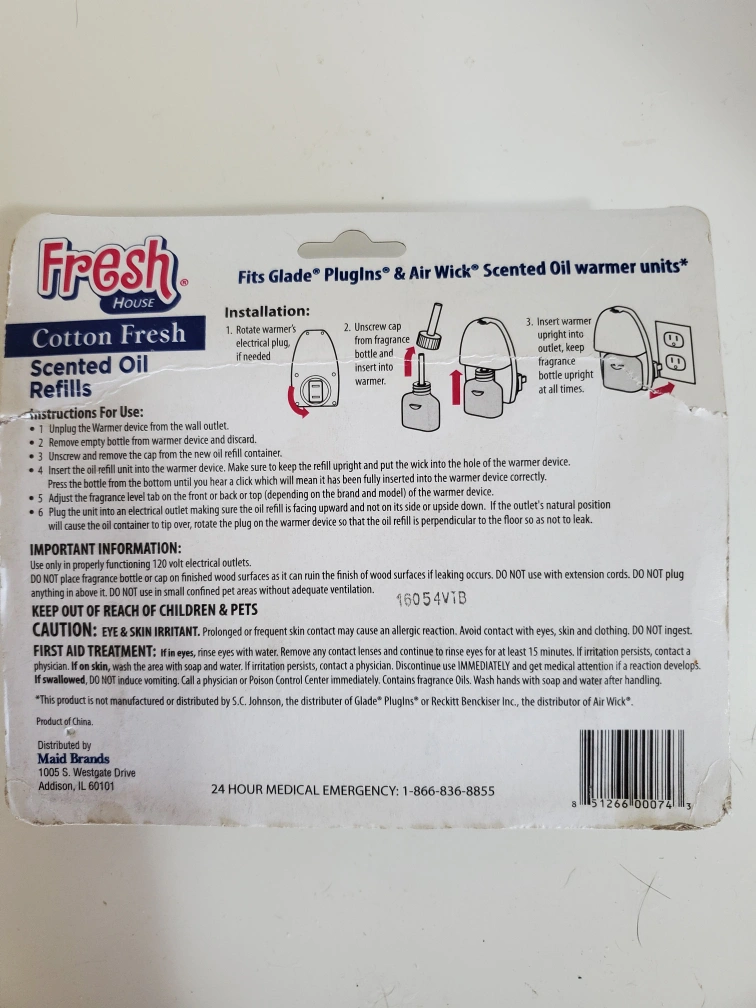 Fresh®
HOUSE
Cotton Fresh
Scented Oil
Refills
Fits Glade® PlugIns® & Air Wick® Scented Oil warmer units*
Installation:
1. Rotate warmer's
electrical plug,
if needed
2. Unscrew cap
from fragrance
bottle and
insert into
warmer.
3. Insert warmer
upright into
outlet, keep
fragrance
bottle upright
at all times.
Instructions For Use:
• 1 Unplug the Warmer device from the wall outlet.
• 2 Remove empty bottle from warmer device and discard.
• 3 Unscrew and remove the cap from the new oil refill container.
• 4 Insert the oil refill unit into the warmer device. Make sure to keep the refill upright and put the wick into the hole of the warmer device.
Press the bottle from the bottom until you hear a click which will mean it has been fully inserted into the warmer device correctly.
• 5 Adjust the fragrance level tab on the front or back or top (depending on the brand and model) of the warmer device.
• 6 Plug the unit into an electrical outlet making sure the oil refill is facing upward and not on its side or upside down. If the outlet's natural position
will cause the oil container to tip over, rotate the plug on the warmer device so that the oil refill is perpendicular to the floor so as not to leak.
IMPORTANT INFORMATION:
Use only in properly functioning 120 volt electrical outlets.
DO NOT place fragrance bottle or cap on finished wood surfaces as it can ruin the finish of wood surfaces if leaking occurs. DO NOT use with extension cords. DO NOT plug
anything in above it. DO NOT use in small confined pet areas without adequate ventilation.
16054V1B
KEEP OUT OF REACH OF CHILDREN & PETS
CAUTION: EYE & SKIN IRRITANT. Prolonged or frequent skin contact may cause an allergic reaction. Avoid contact with eyes, skin and clothing. DO NOT ingest.
FIRST AID TREATMENT: If in eyes, rinse eyes with water. Remove any contact lenses and continue to rinse eyes for at least 15 minutes. If irritation persists, contact a
physician. If on skin, wash the area with soap and water. If irritation persists, contact a physician. Discontinue use IMMEDIATELY and get medical attention if a reaction develops.
If swallowed, DO NOT induce vomiting. Call a physician or Poison Control Center immediately. Contains fragrance Oils. Wash hands with soap and water after handling.
*This product is not manufactured or distributed by S.C. Johnson, the distributer of Glade® PlugIns® or Reckitt Benckiser Inc., the distributor of Air Wick®.
Product of China.
Distributed by
Maid Brands
1005 S. Westgate Drive
Addison, IL 60101
24 HOUR MEDICAL EMERGENCY: 1-866-836-8855
8 51266 00074 3